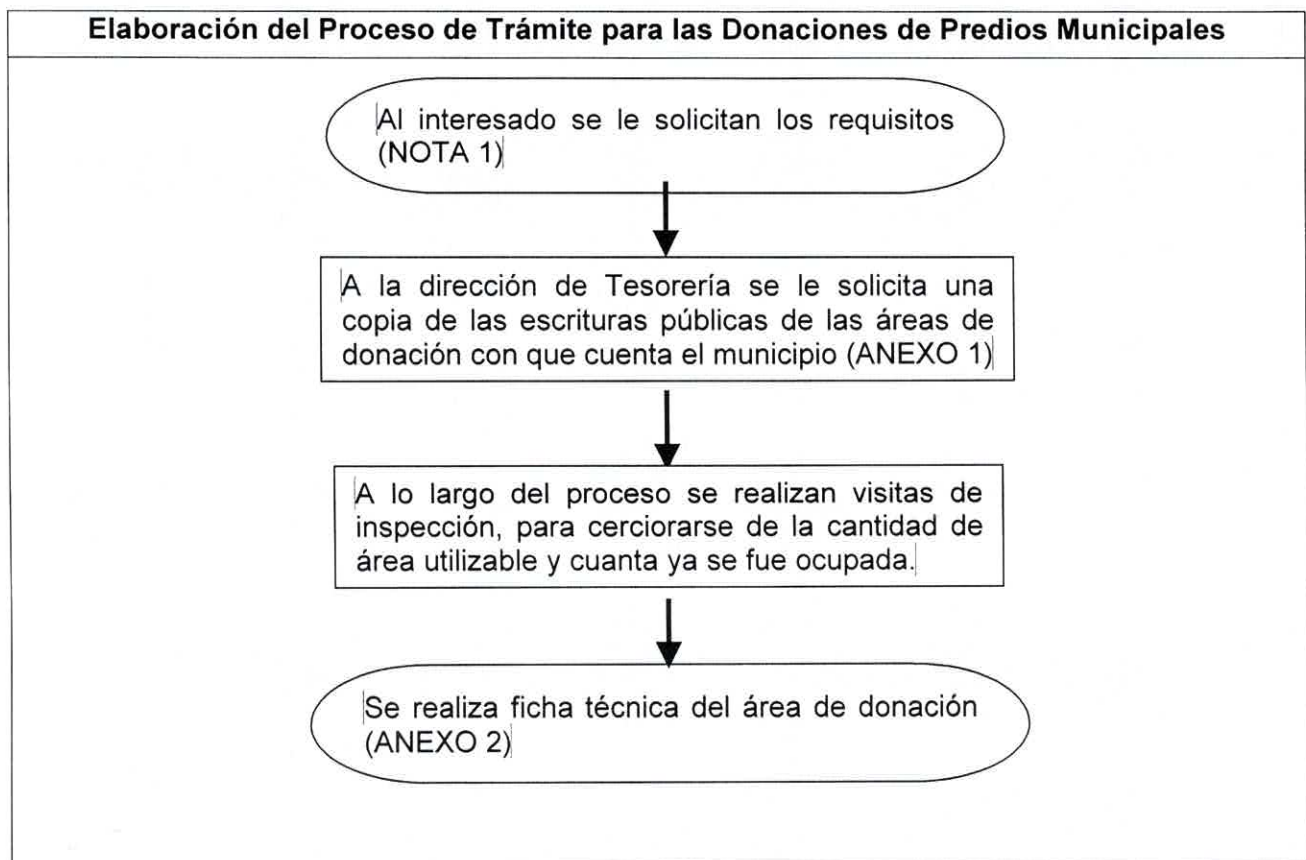 Elaboración del Proceso de Trámite para las Donaciones de Predios Municipales
Al interesado se le solicitan los requisitos
(NOTA 1)
A la dirección de Tesorería se le solicita una
copia de las escrituras públicas de las áreas de
donación con que cuenta el municipio (ANEXO 1)
A lo largo del proceso se realizan visitas de
inspección, para cerciorarse de la cantidad de
área utilizable y cuanta ya se fue ocupada.
Se realiza ficha técnica del área de donación
(ANEXO 2)